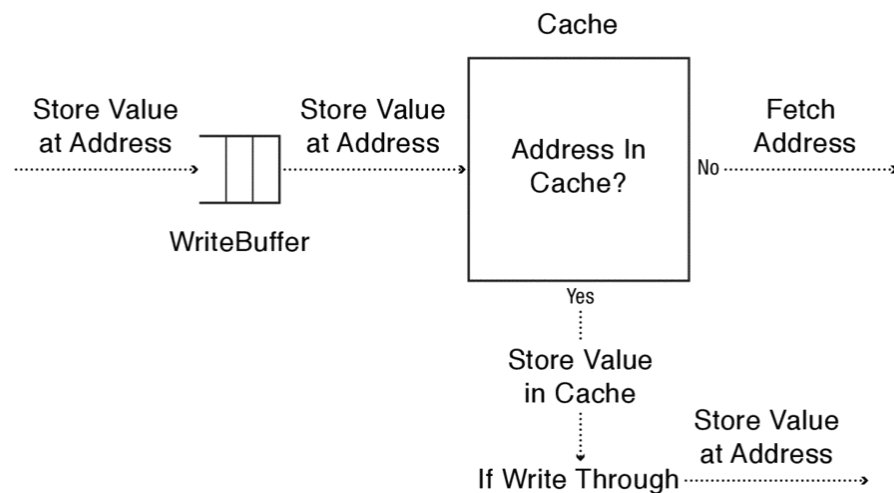 Cache
Store Value
at Address
Store Value
at Address
Address In
Cache?
No
Fetch
Address
WriteBuffer
Yes
Store Value
in Cache
If Write Through
Store Value
at Address